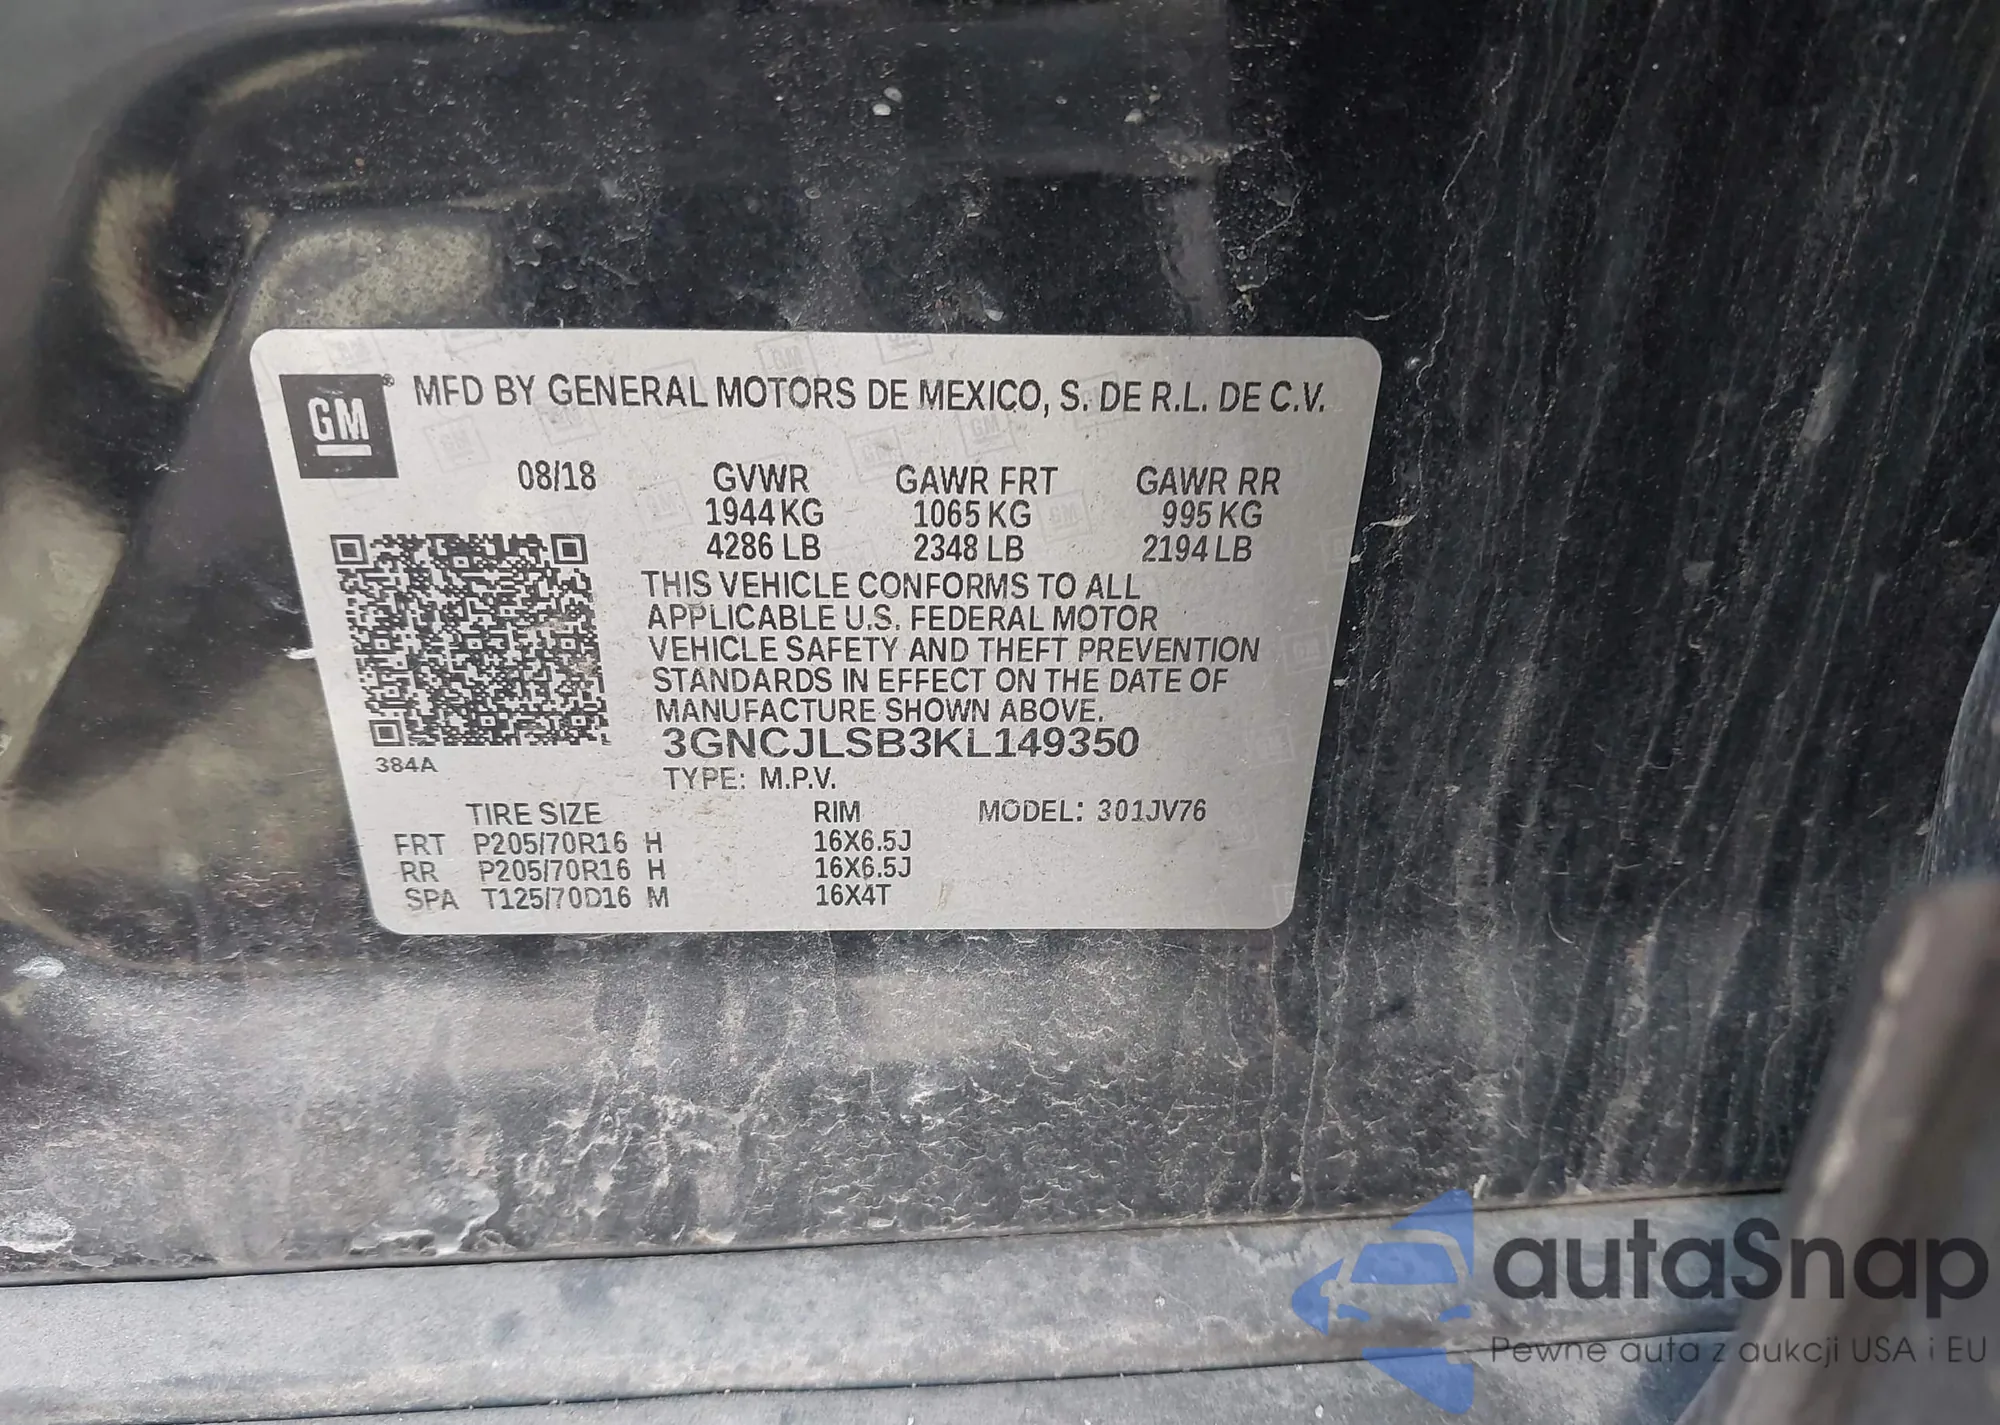 GM
MFD BY GENERAL MOTORS DE MEXICO, S. DE R.L. DE C.V.
08/18 GVWR GAWR FRT GAWR RR
1944 KG 1065 KG 995 KG
4286 LB 2348 LB 2194 LB
THIS VEHICLE CONFORMS TO ALL
APPLICABLE U.S. FEDERAL MOTOR
VEHICLE SAFETY AND THEFT PREVENTION
STANDARDS IN EFFECT ON THE DATE OF
MANUFACTURE SHOWN ABOVE.
3GNCJLSB3KL149350
384A
TYPE: M.P.V.
TIRE SIZE RIM MODEL: 301JV76
FRT P205/70R16 H 16X6.5J
RR P205/70R16 H 16X6.5J
SPA T125/70D16 M 16X4T
autaSnap
Pewne auta z aukcji USA i EU